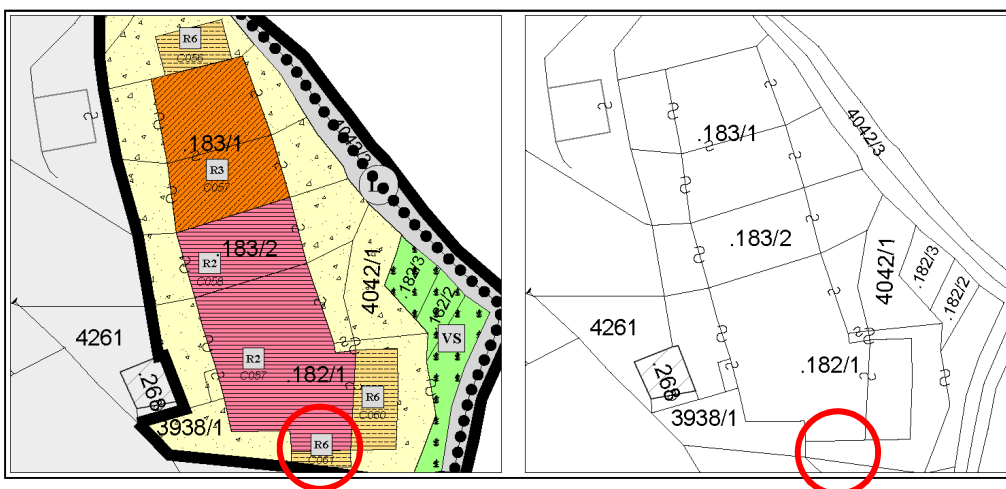 R6
C056
4042/3
.183/1
R3
C057
L
.183/2
R2
C058
4042/1
.182/3
.182/2
4261
VS
R2
C057
.182/1
.268
R6
C060
3938/1
R6
C061
4042/3
.183/1
.183/2
4042/1
.182/3
.182/2
4261
.182/1
.268
3938/1